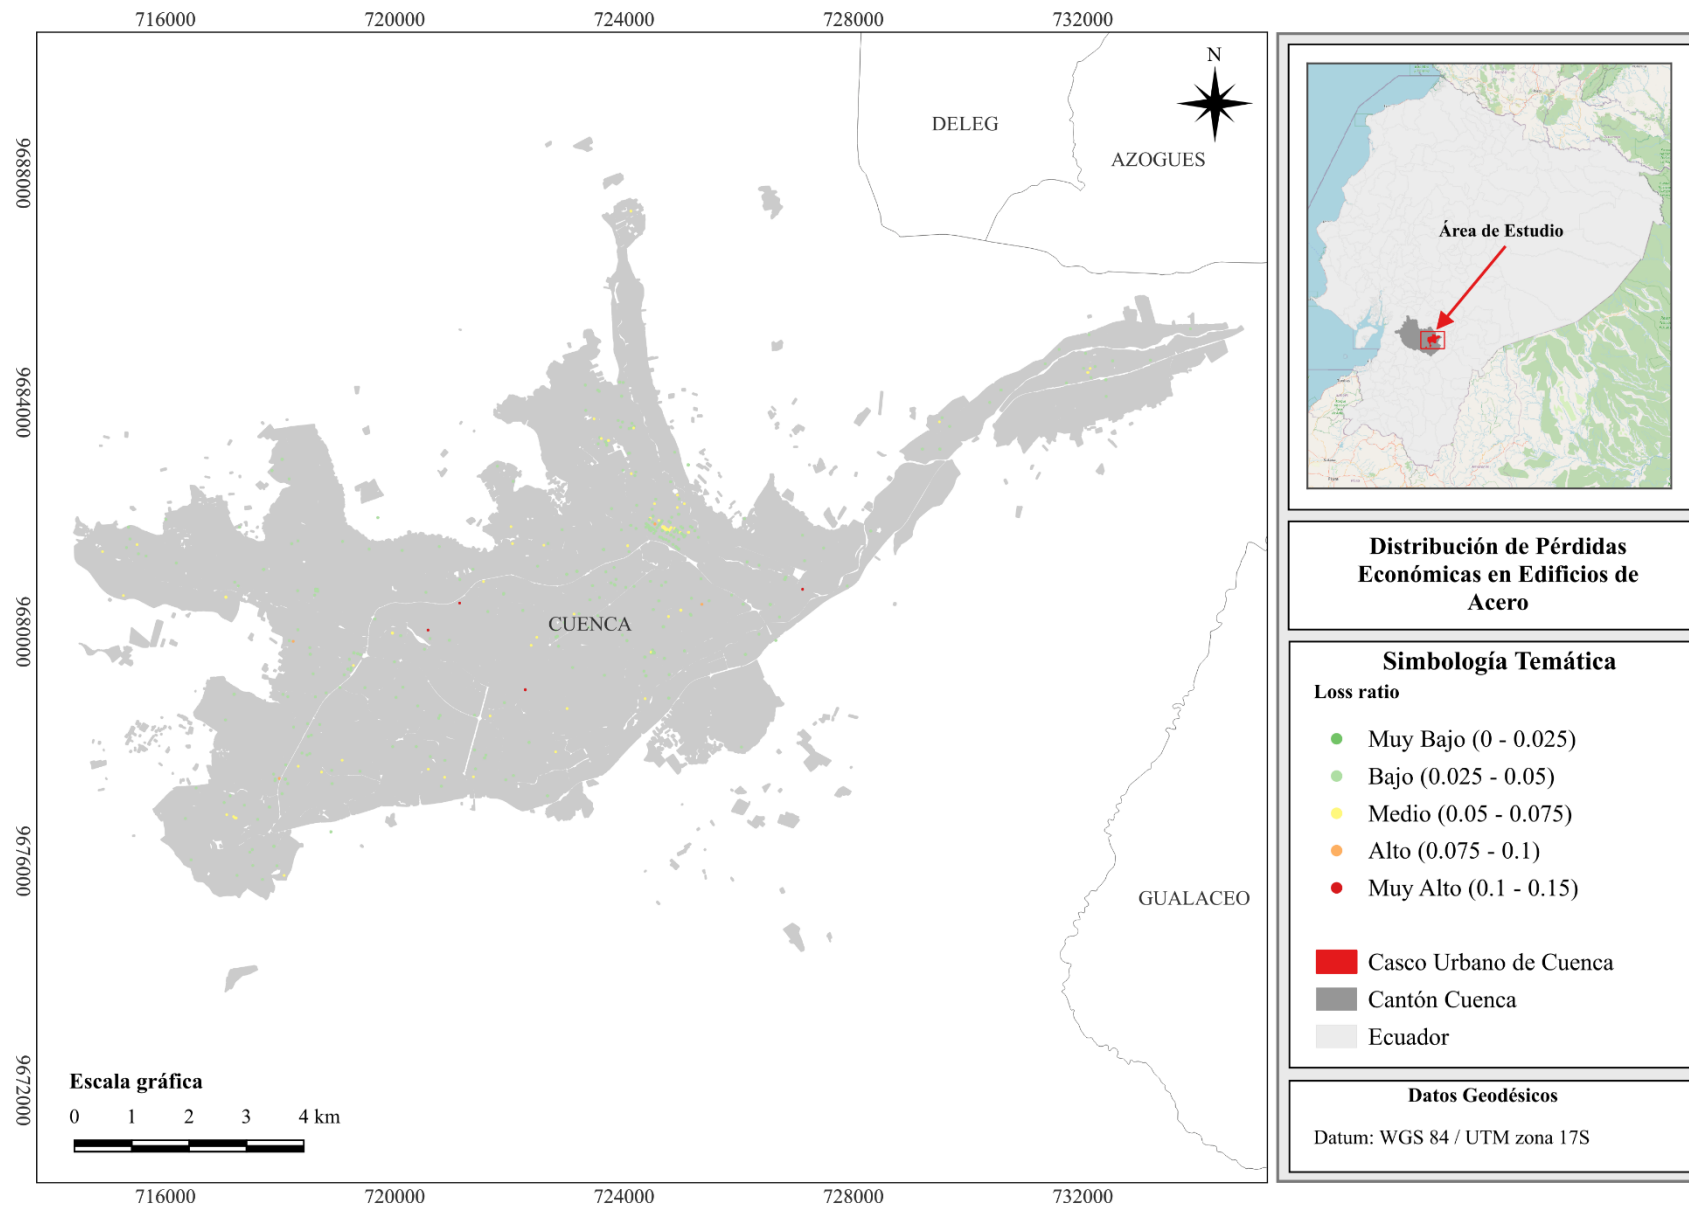 716000 720000 724000 728000 732000
N
DELEG
AZOGUES
9688000
9684000
9680000
9676000
9672000
CUENCA
GUALACEO
Escala gráfica
0 1 2 3 4 km
716000 720000 724000 728000 732000
Área de Estudio
Distribución de Pérdidas
Económicas en Edificios de
Acero
Simbología Temática
Loss ratio
Muy Bajo (0 - 0.025)
Bajo (0.025 - 0.05)
Medio (0.05 - 0.075)
Alto (0.075 - 0.1)
Muy Alto (0.1 - 0.15)
Casco Urbano de Cuenca
Cantón Cuenca
Ecuador
Datos Geodésicos
Datum: WGS 84 / UTM zona 17S